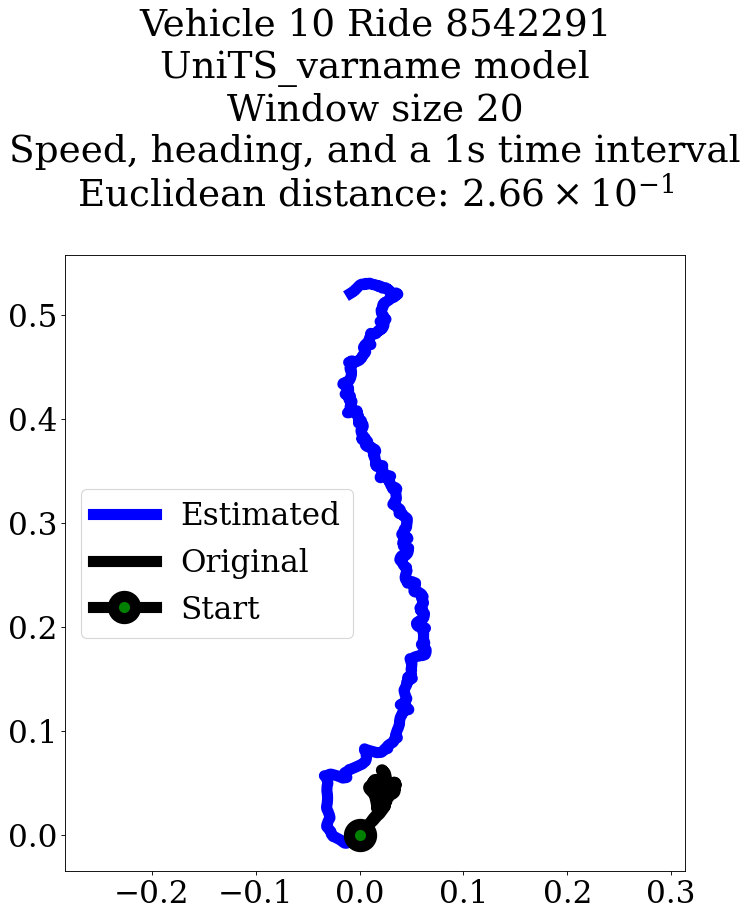 Vehicle 10 Ride 8542291
UniTS_varname model
Window size 20
Speed, heading, and a 1s time interval
Euclidean distance: 2.66 × 10⁻¹
0.5
0.4
0.3
0.2
0.1
0.0
Estimated
Original
Start
−0.2 −0.1 0.0 0.1 0.2 0.3